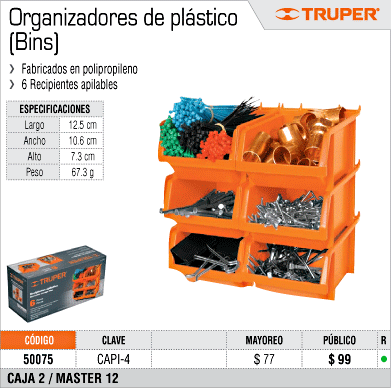 Organizadores de plástico
(Bins)
TRUPER®
Fabricados en polipropileno
6 Recipientes apilables
ESPECIFICACIONES
Largo 12.5 cm
Ancho 10.6 cm
Alto 7.3 cm
Peso 67.3 g
TRUPER
6
CÓDIGO CLAVE MAYOREO PÚBLICO R
50075 CAPI-4 $ 77 $ 99
CAJA 2 / MASTER 12